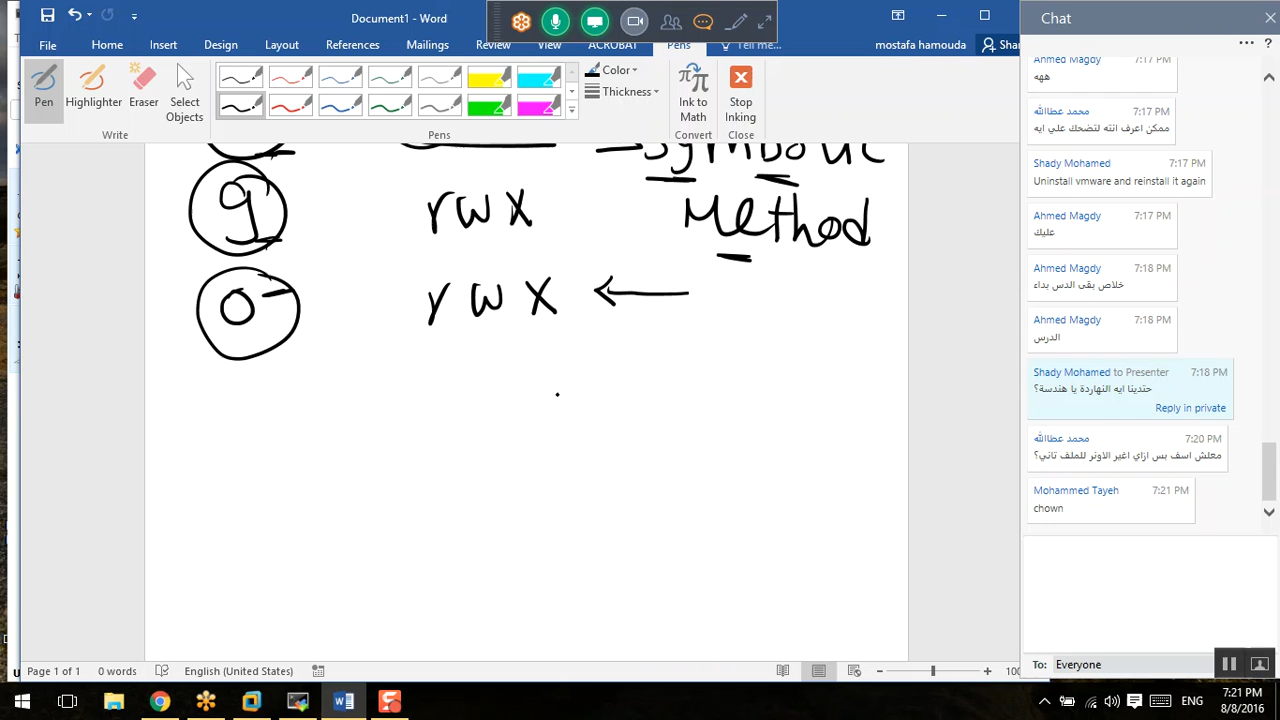 Document1 - Word
File Home Insert Design Layout References Mailings Review View ACROBAT Pens Tell me...
mostafa hamouda
Shar
Pen
Highlighter
Eraser
Select
Objects
Color
Thickness
Ink to
Math
Stop
Inking
Write
Pens
Convert
Close
Symbolic
g rwx Method
o rwx
Page 1 of 1 0 words English (United States) 100
Chat
Ahmed Magdy 7:17 PM
ههه
محمد عطاالله 7:17 PM
ممكن اعرف انته لتضحك علي ايه
Shady Mohamed 7:17 PM
Uninstall vmware and reinstall it again
Ahmed Magdy 7:17 PM
عليك
Ahmed Magdy 7:18 PM
خلاص بقى الدس بداء
Ahmed Magdy 7:18 PM
الدرس
Shady Mohamed to Presenter 7:18 PM
حتدينا ايه النهاردة يا هندسة؟
Reply in private
محمد عطاالله 7:20 PM
معلش اسف بس ازاي اغير الاونر للملف تاني؟
Mohammed Tayeh 7:21 PM
chown
To: Everyone
ENG
7:21 PM
8/8/2016